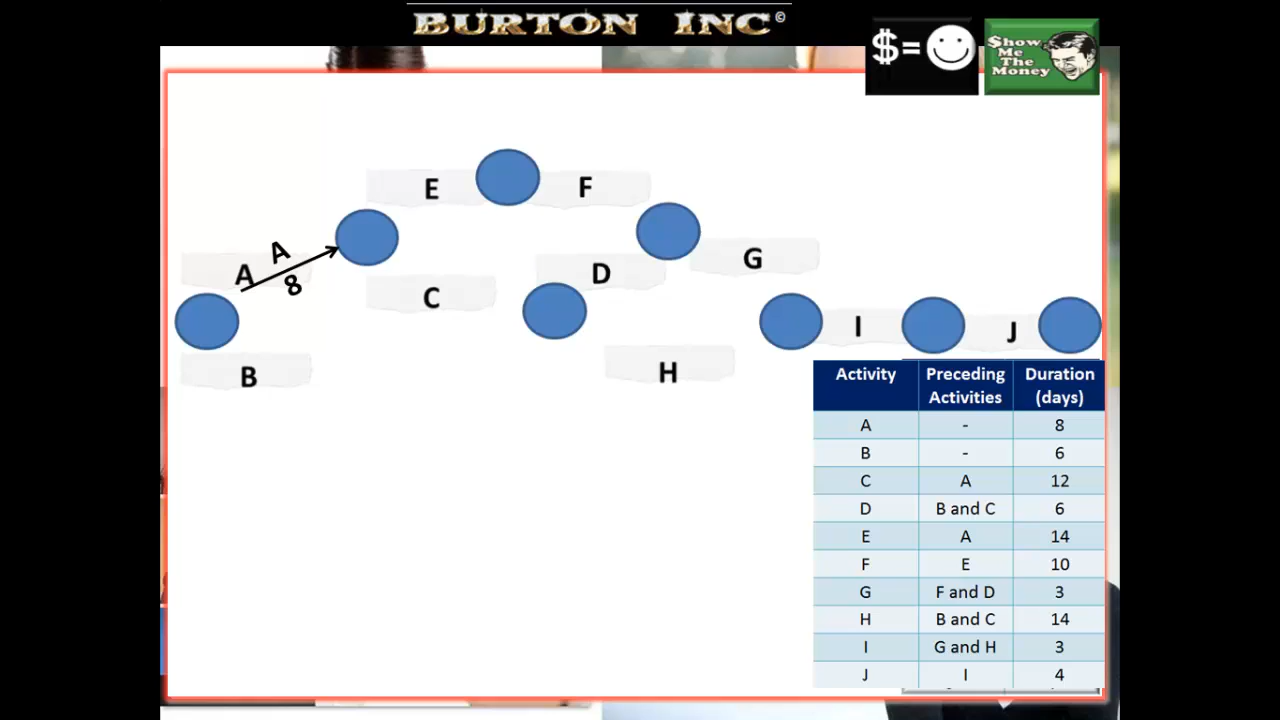 BURTON INC©
$=
$how
Me
The
Money
E
F
A
A
8
C
D
G
B
H
I
J
Activity Preceding Activities Duration (days)
A - 8
B - 6
C A 12
D B and C 6
E A 14
F E 10
G F and D 3
H B and C 14
I G and H 3
J I 4